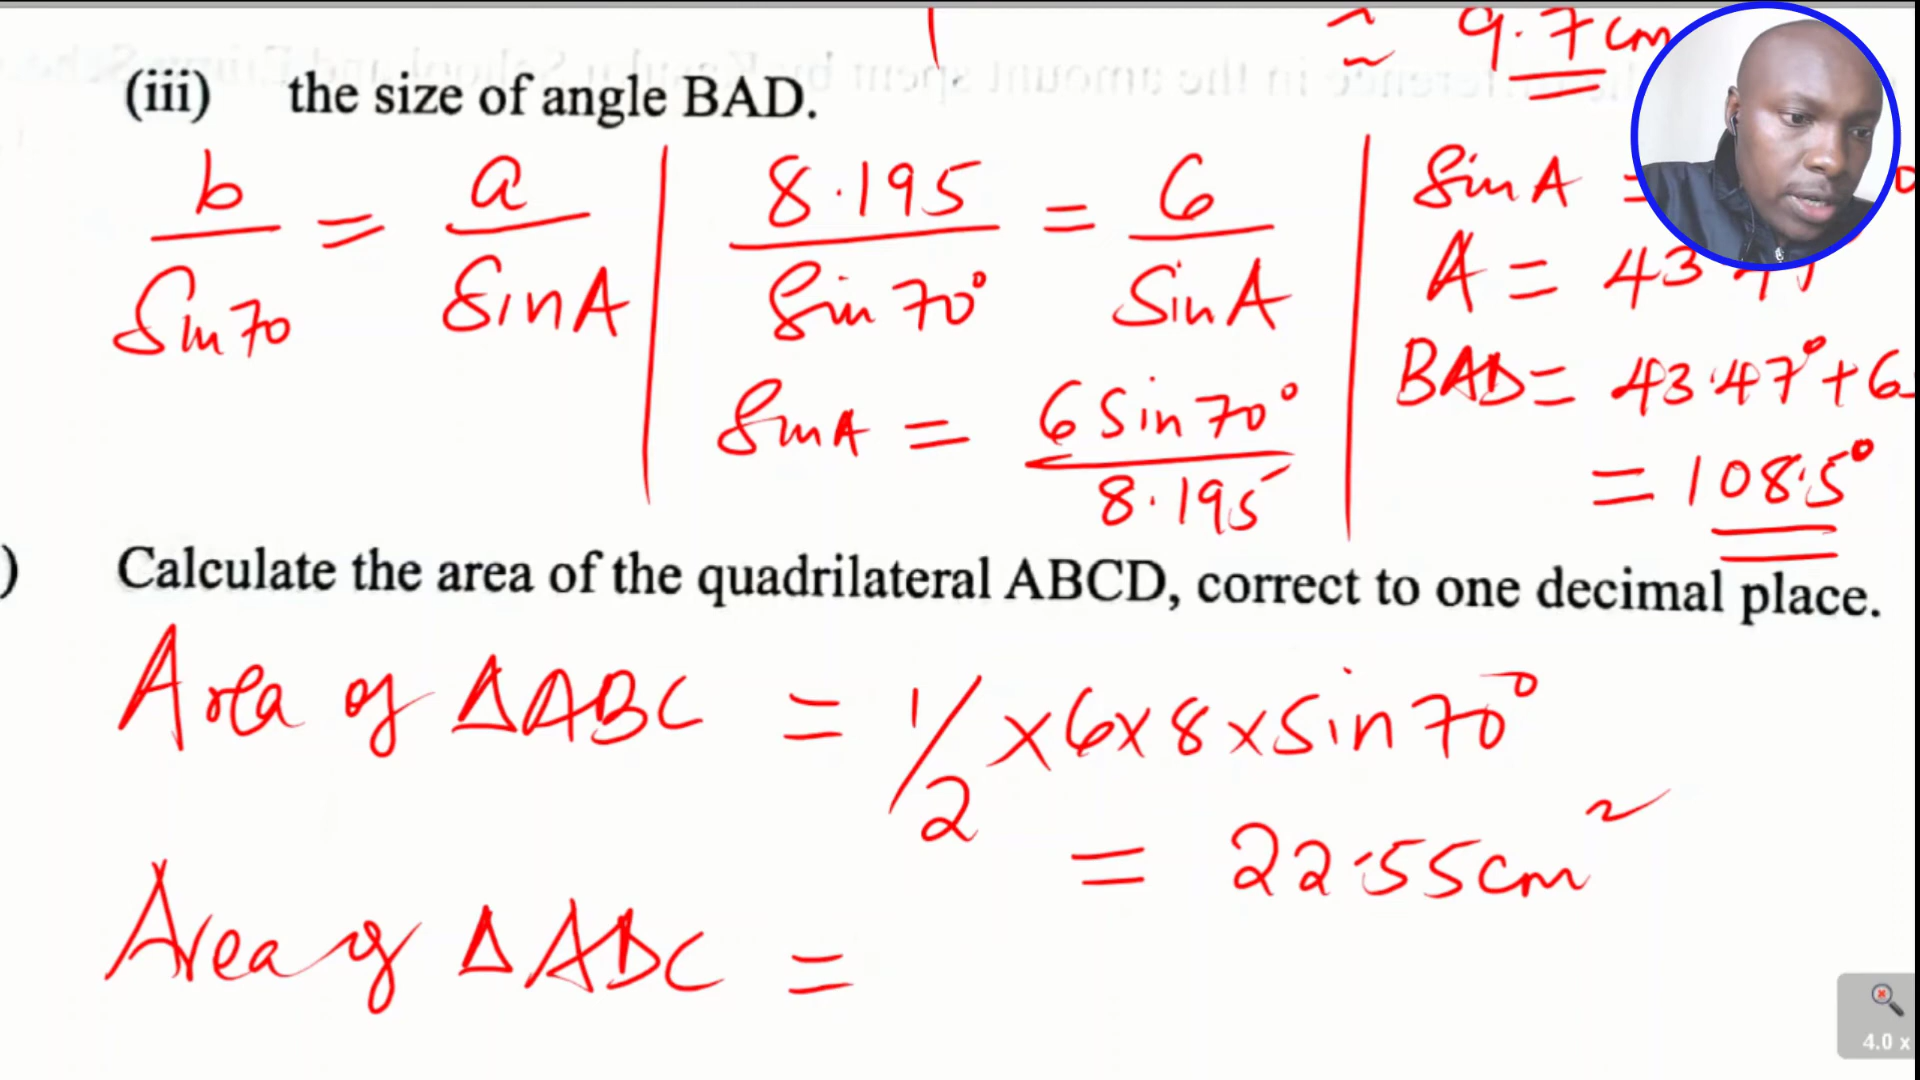 ≈ 9.7cm
(iii) the size of angle BAD.
b/Sin70 = a/SinA
8.195/Sin70° = 6/SinA
SinA = 6Sin70°/8.195
SinA =
A = 43.47
BAD = 43.47° + 6
= 108.5°
) Calculate the area of the quadrilateral ABCD, correct to one decimal place.
Area of ΔABC = 1/2 x 6 x 8 x Sin70°
= 22.55cm²
Area of ΔADC =
4.0 x